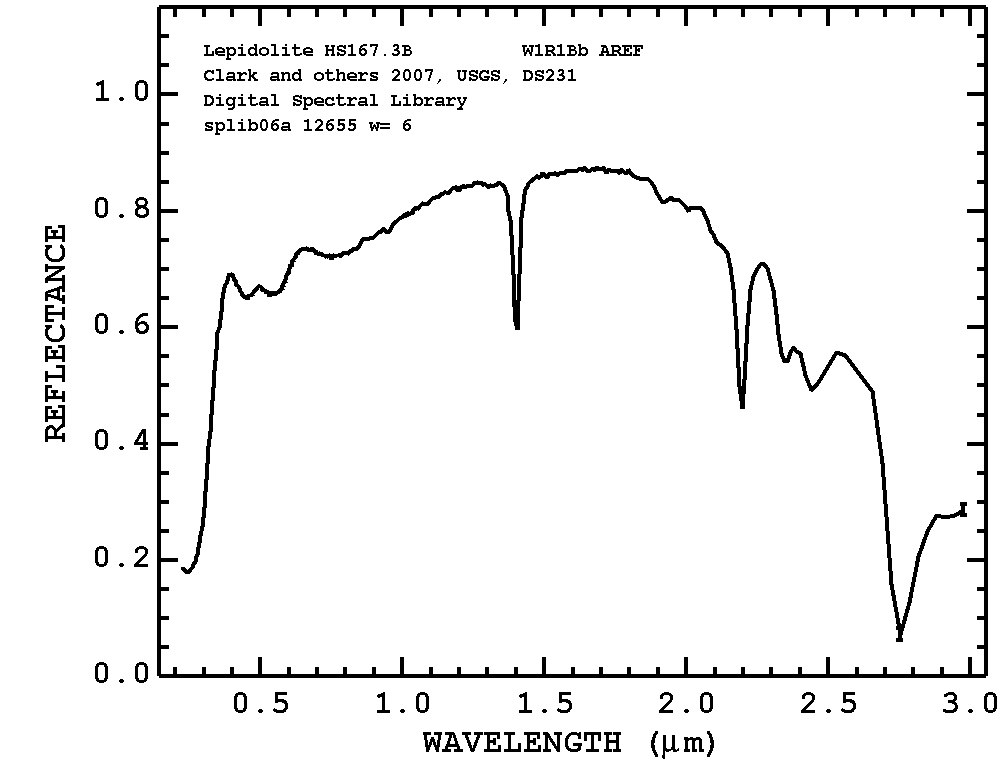 Lepidolite HS167.3B W1R1Bb AREF
Clark and others 2007, USGS, DS231
Digital Spectral Library
splib06a 12655 w= 6
REFLECTANCE
1.0
0.8
0.6
0.4
0.2
0.0
0.5 1.0 1.5 2.0 2.5 3.0
WAVELENGTH (μm)